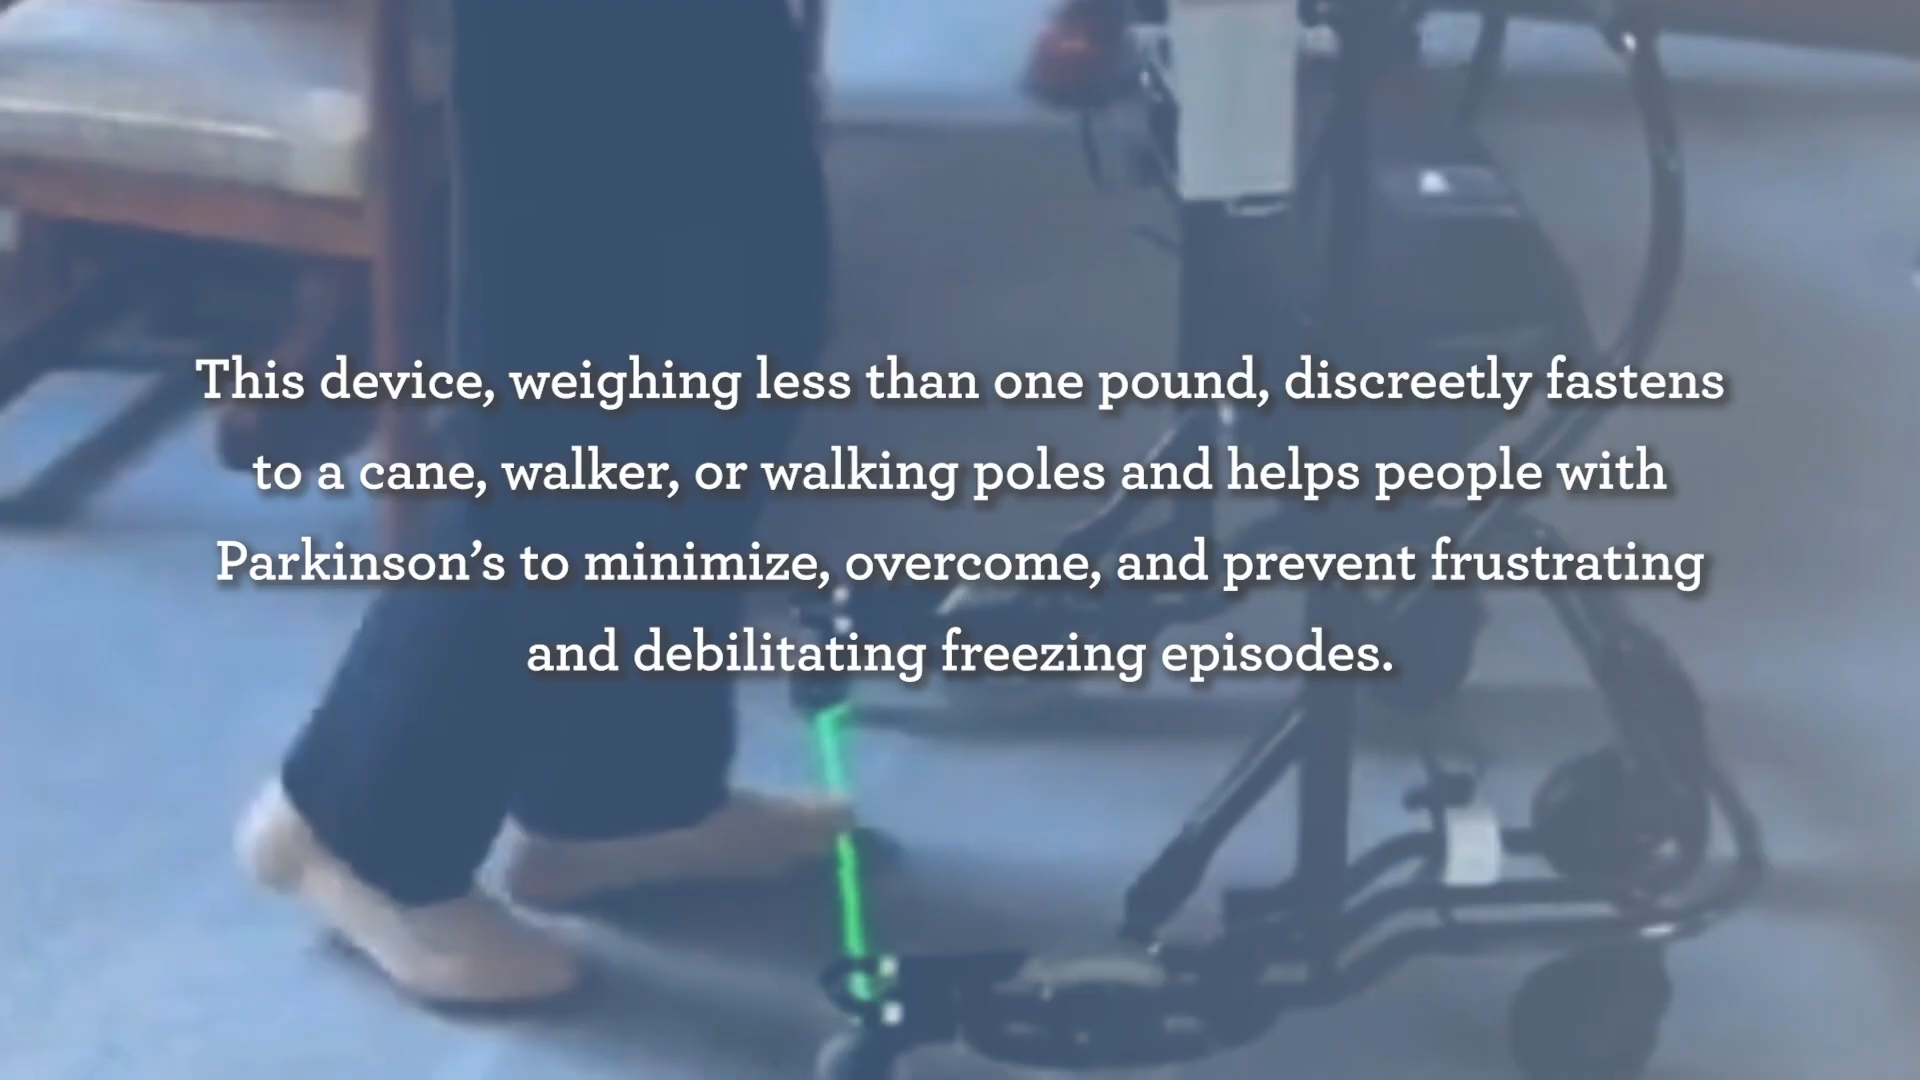 This device, weighing less than one pound, discreetly fastens
to a cane, walker, or walking poles and helps people with
Parkinson’s to minimize, overcome, and prevent frustrating
and debilitating freezing episodes.